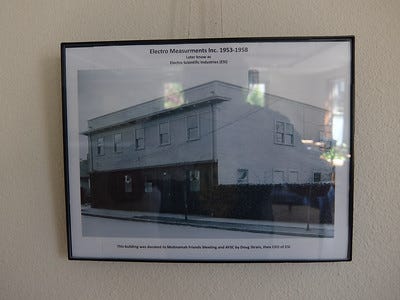 Electro Measurments Inc. 1953-1958
Later know as
Electro Scientific Industries (ESI)
This building was donated to Multnomah Friends Meeting and AFSC by Doug Strain, then CEO of ESI